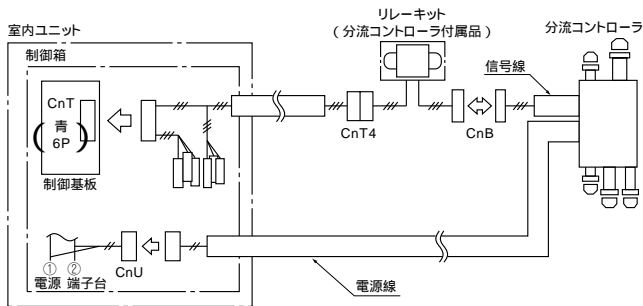 室内ユニット
制御箱
CnT
青
6P
制御基板
リレーキット
(分流コントローラ付属品)
分流コントローラ
信号線
CnT4
CnB
① ②
電源 端子台
CnU
電源線